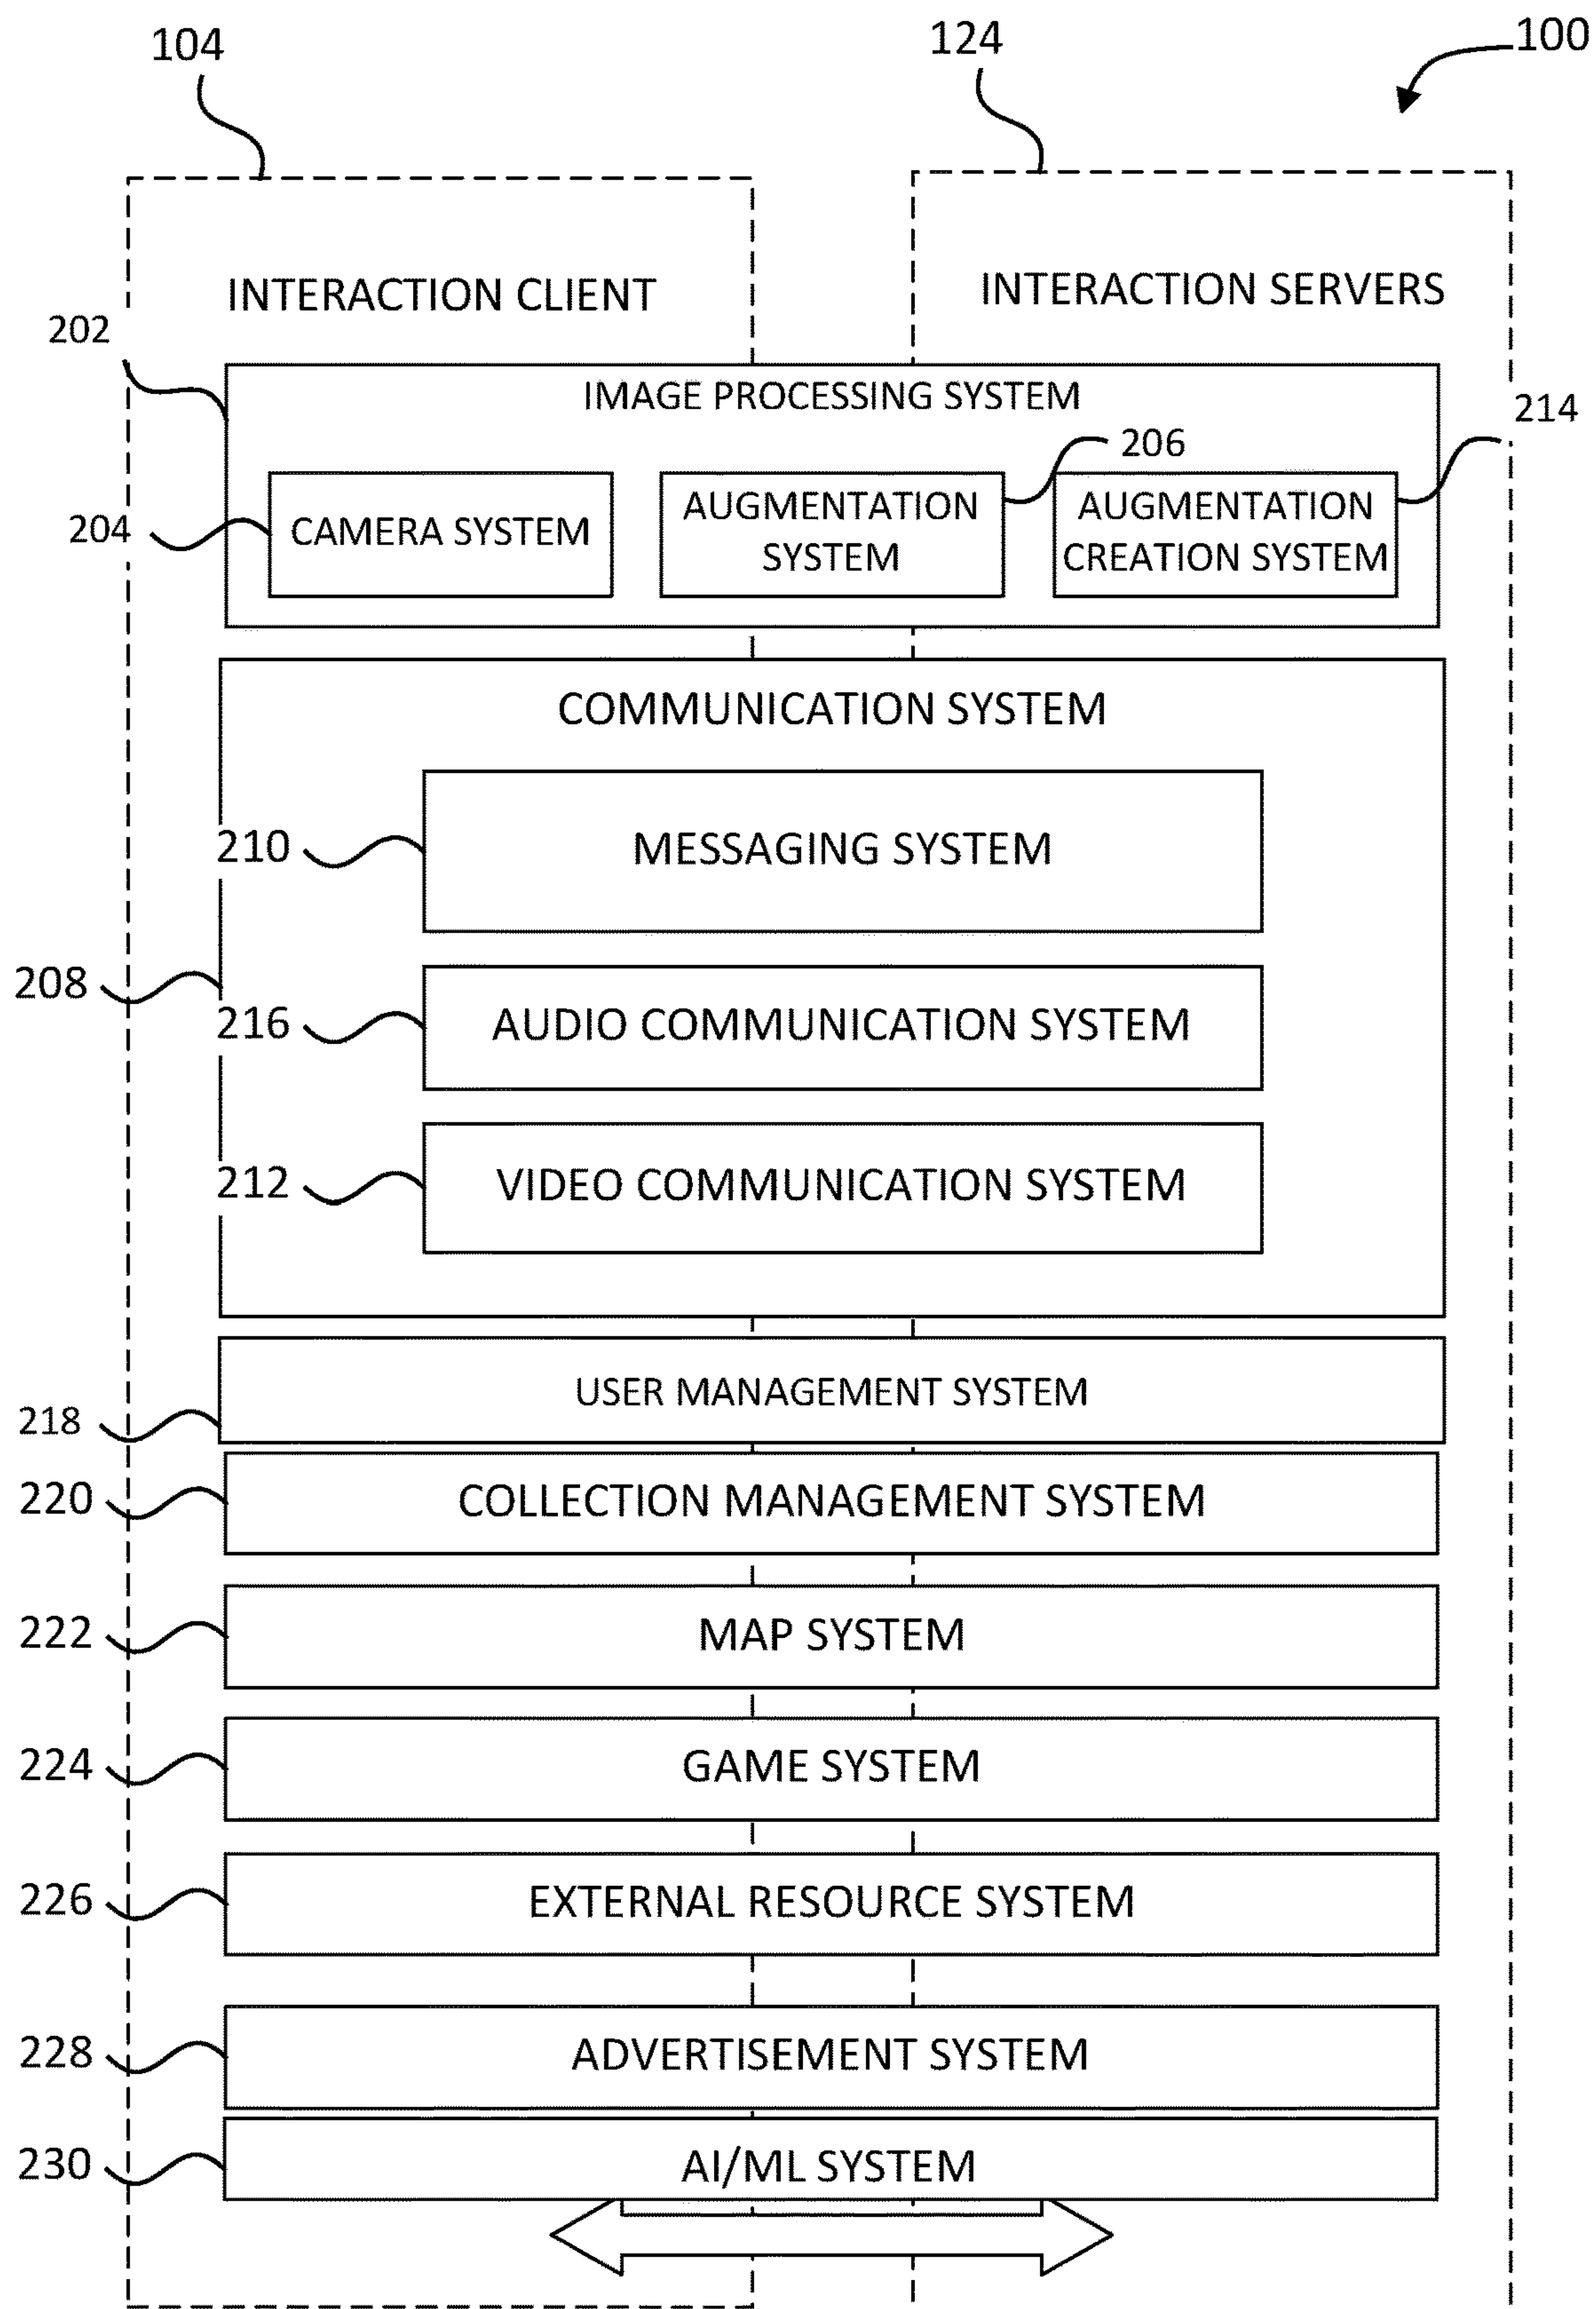 104
124
100
INTERACTION CLIENT
INTERACTION SERVERS
202
IMAGE PROCESSING SYSTEM
214
206
204
CAMERA SYSTEM
AUGMENTATION
SYSTEM
AUGMENTATION
CREATION SYSTEM
COMMUNICATION SYSTEM
210
MESSAGING SYSTEM
208
216
AUDIO COMMUNICATION SYSTEM
212
VIDEO COMMUNICATION SYSTEM
USER MANAGEMENT SYSTEM
218
220
COLLECTION MANAGEMENT SYSTEM
222
MAP SYSTEM
224
GAME SYSTEM
226
EXTERNAL RESOURCE SYSTEM
228
ADVERTISEMENT SYSTEM
230
AI/ML SYSTEM